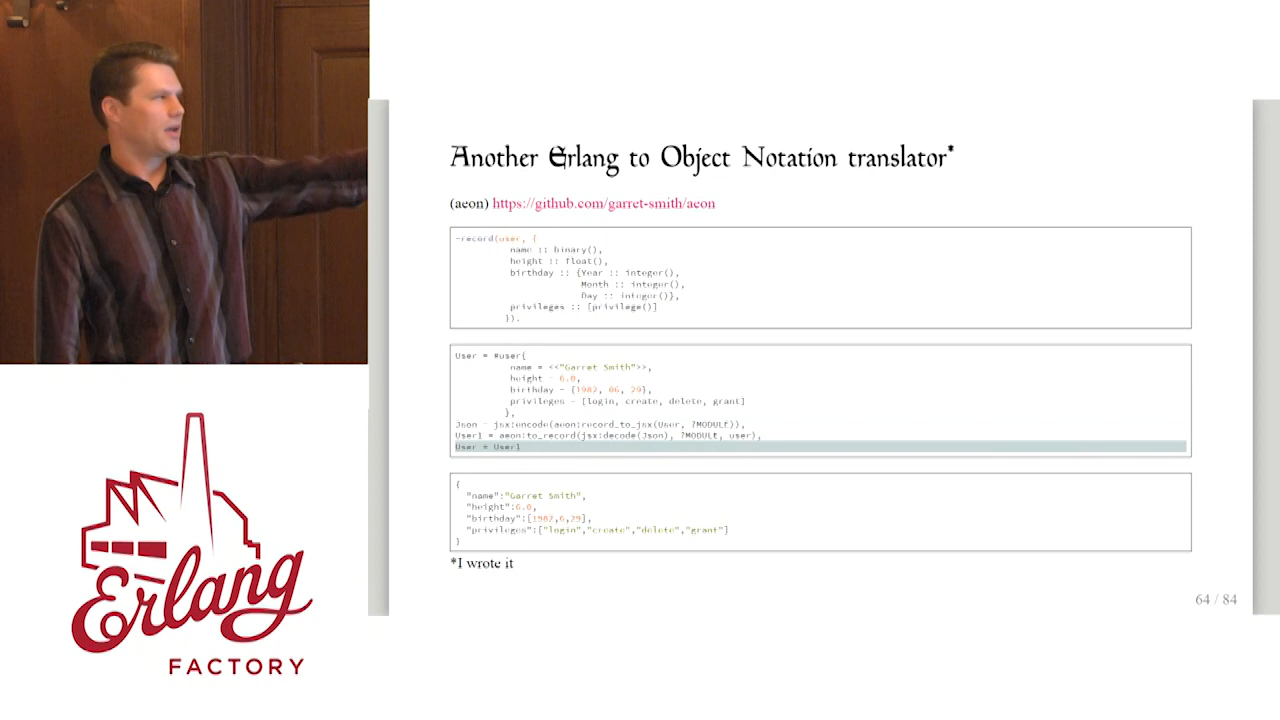 Another Erlang to Object Notation translator*
(aeon) https://github.com/garret-smith/aeon
-record(user, {
name :: binary(),
height :: float(),
birthday :: {Year :: integer(),
Month :: integer(),
Day :: integer()},
privileges :: [privilege()]
}).
User = #user{
name = <<"Garret Smith">>,
height = 6.0,
birthday = {1982, 06, 29},
privileges = [login, create, delete, grant]
},
Json = jsx:encode(aeon:record_to_jsx(User, ?MODULE)),
User1 = aeon:to_record(jsx:decode(Json), ?MODULE, user),
User = User1
{
"name":"Garret Smith",
"height":6.0,
"birthday":[1982,6,29],
"privileges":["login","create","delete","grant"]
}
*I wrote it
64 / 84
Erlang
FACTORY